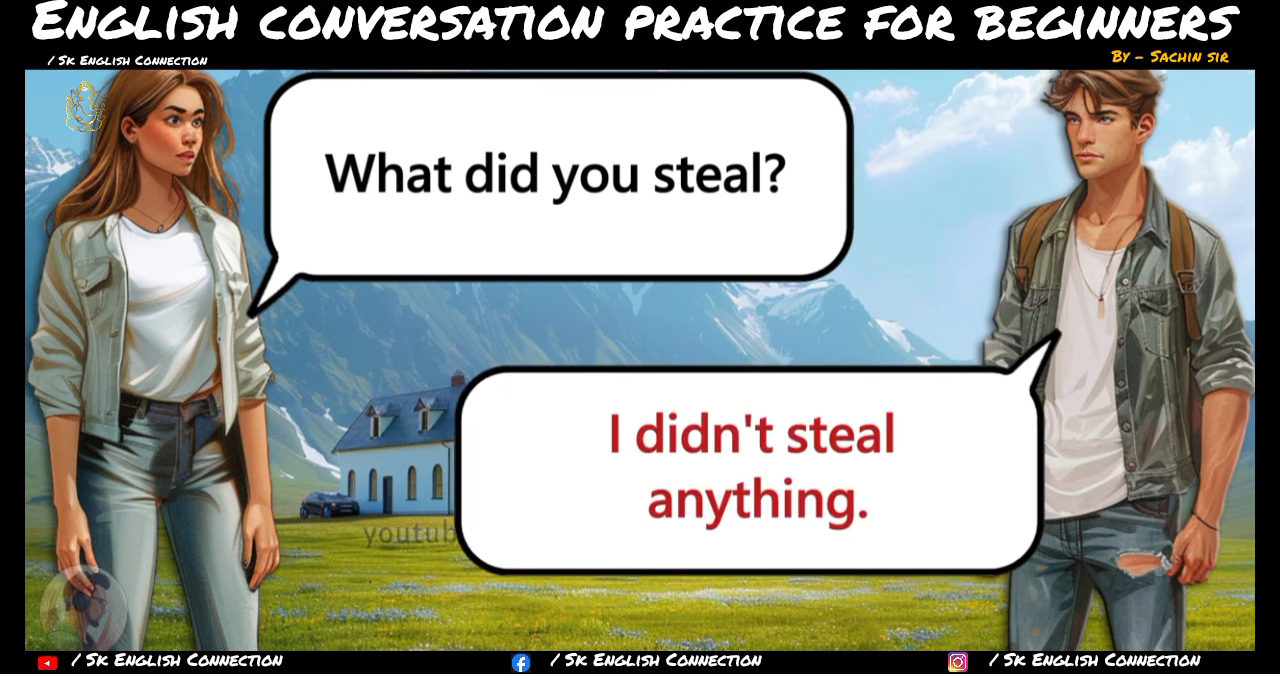 English conversation practice for beginners
/ Sk English Connection
By - Sachin sir
What did you steal?
I didn't steal
anything.
youtub
/ Sk English Connection
/ Sk English Connection
/ Sk English Connection